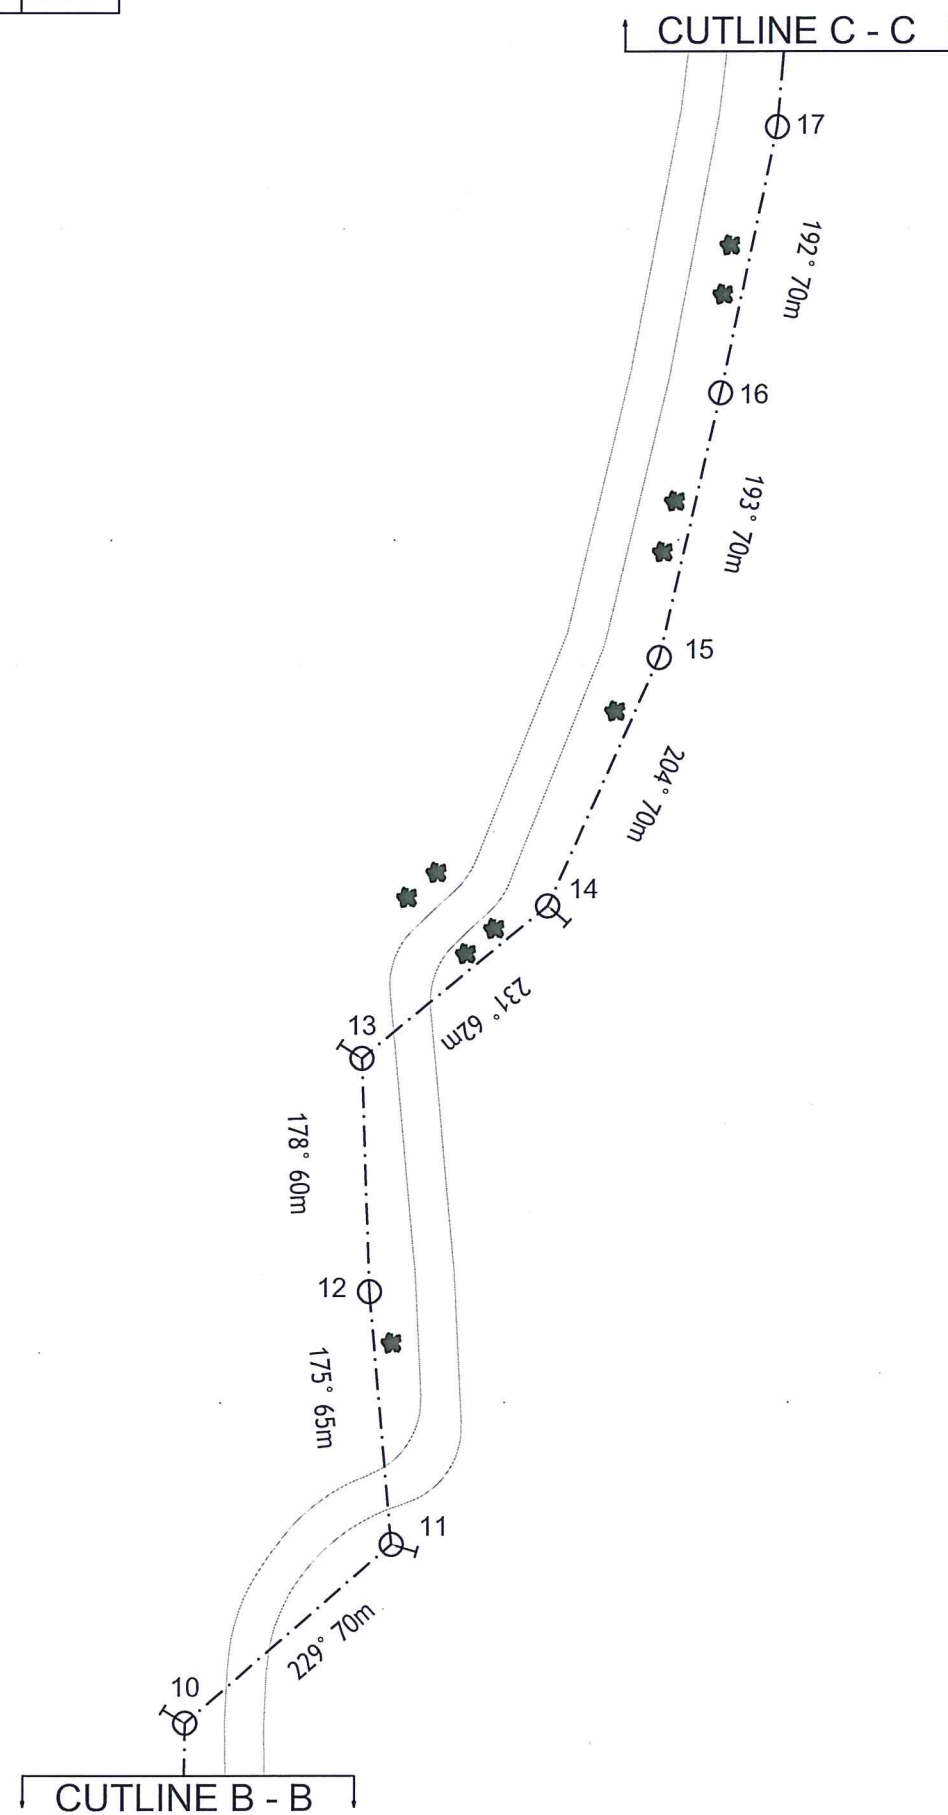 CUTLINE C - C
17
192° 70m
16
193° 70m
15
204° 70m
14
231° 62m
13
178° 60m
12
175° 65m
11
229° 70m
10
CUTLINE B - B